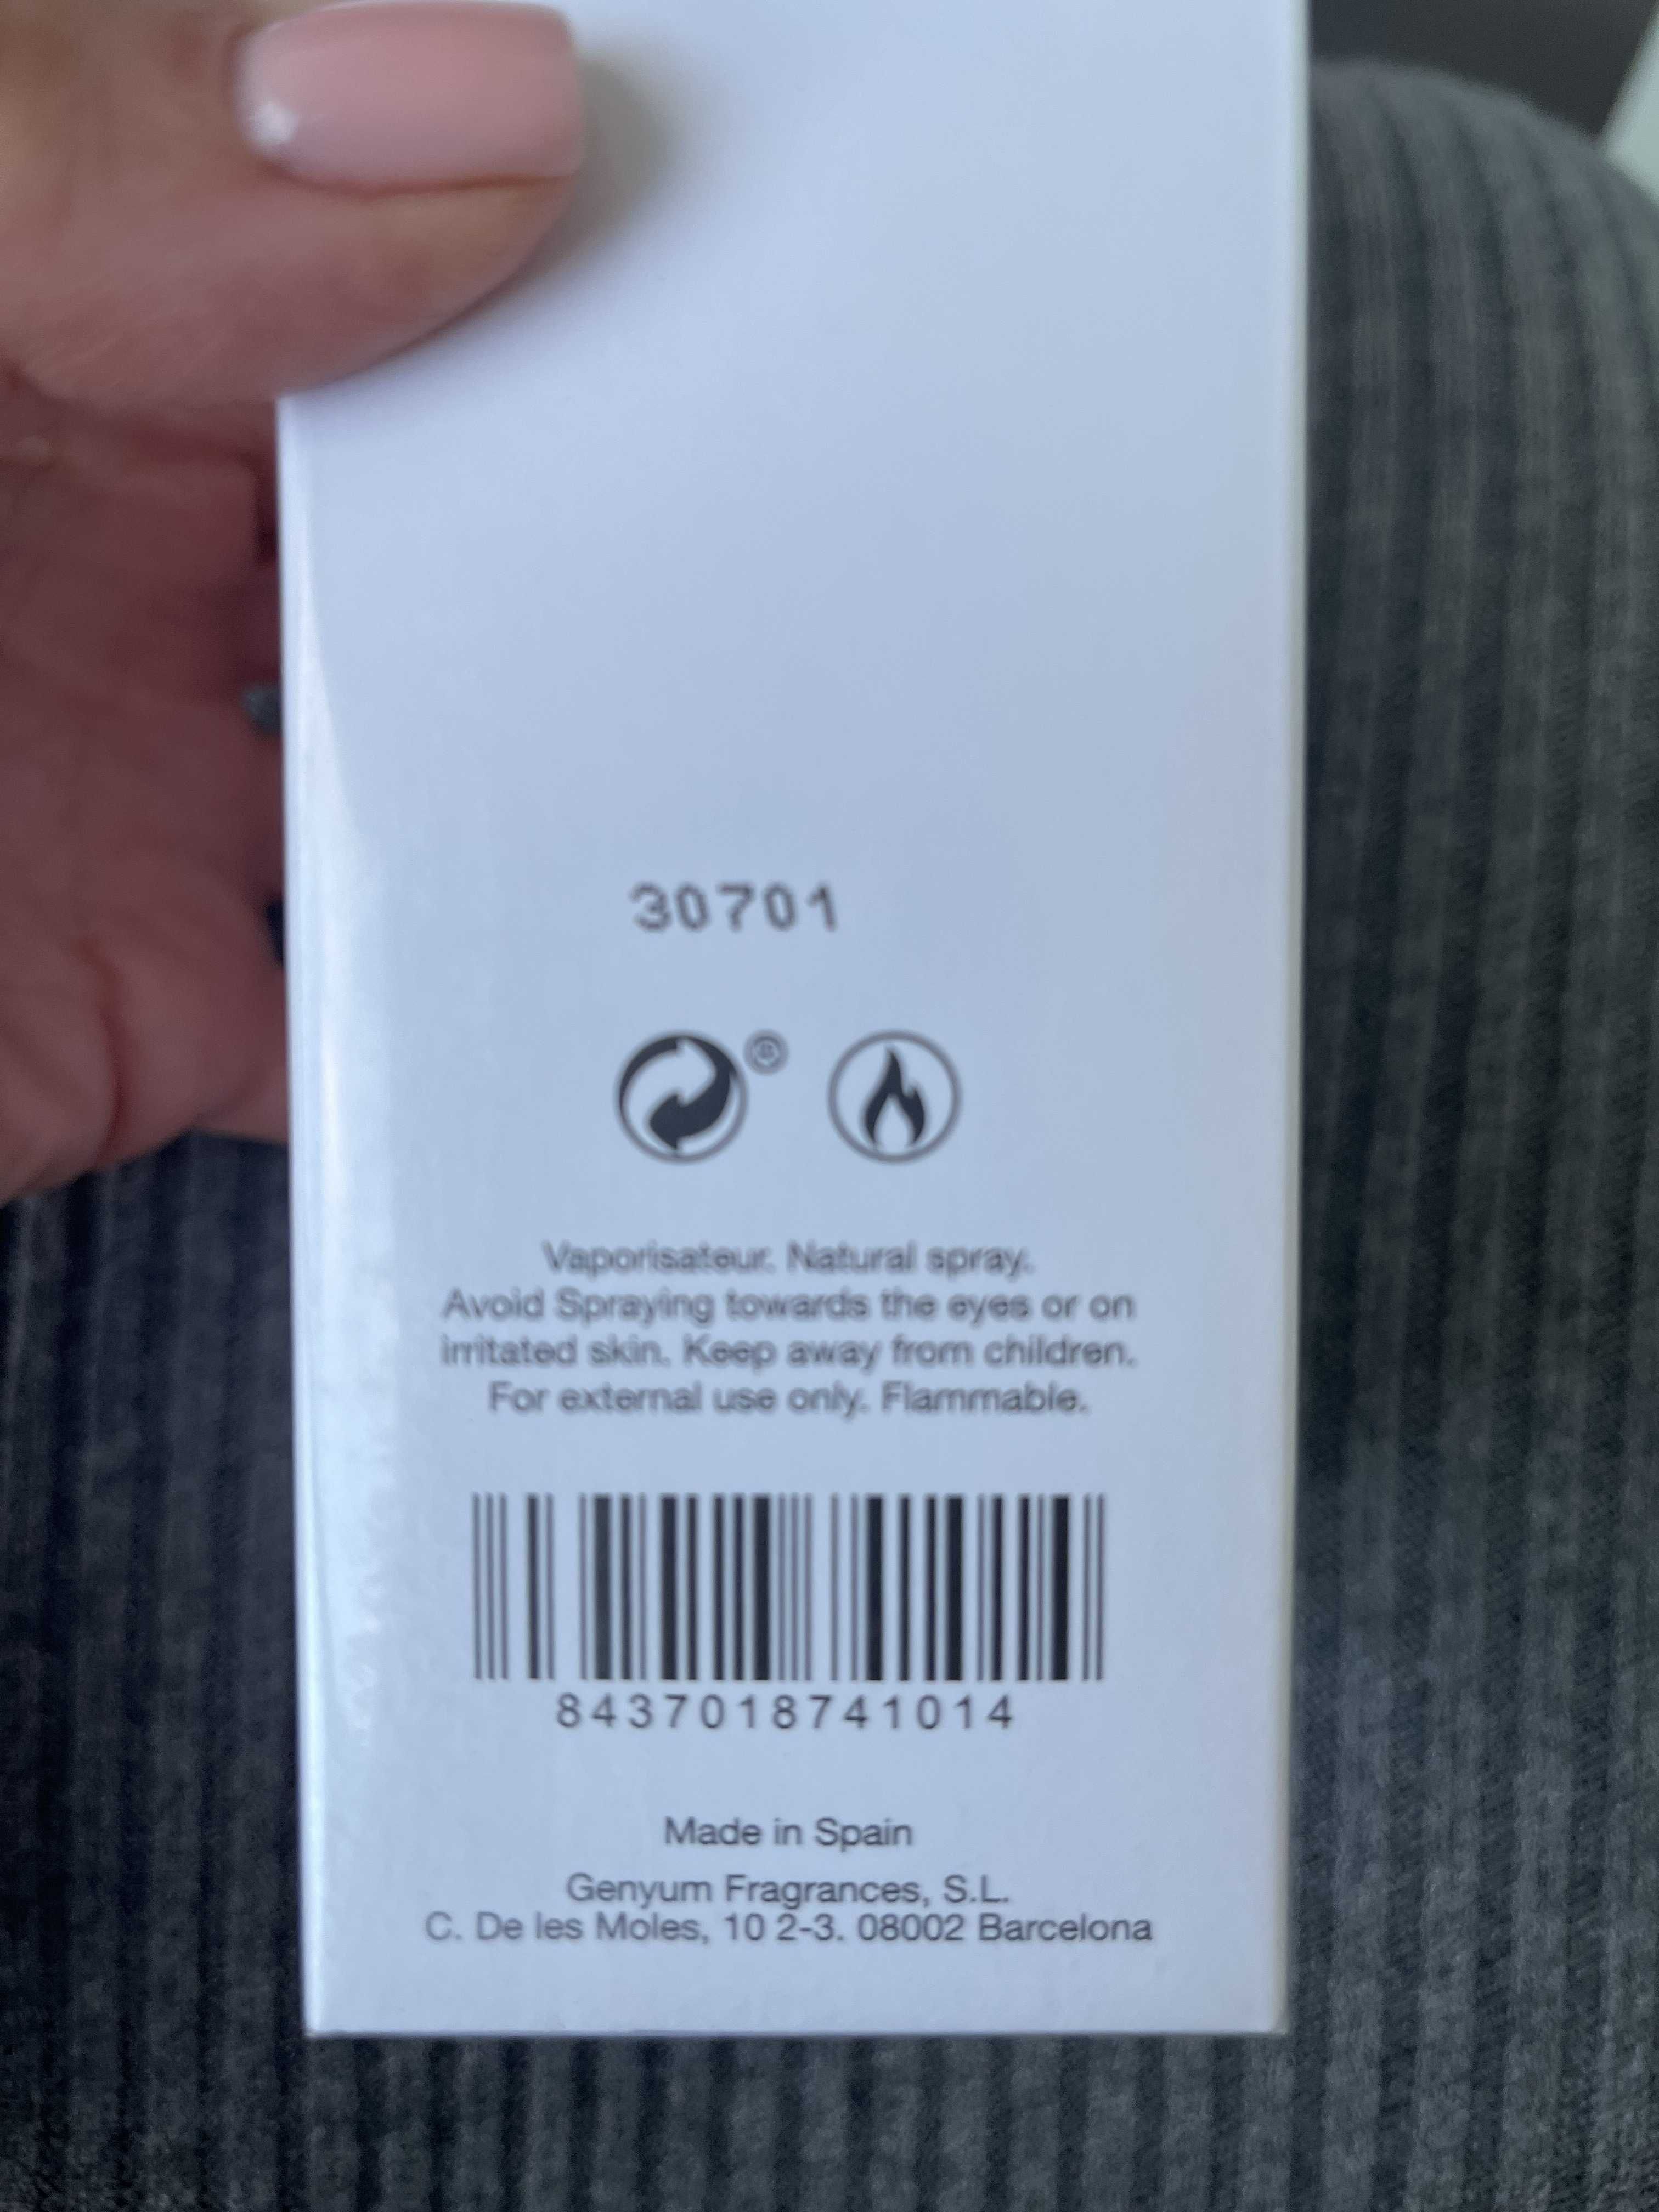 30701
®
Vaporisateur. Natural spray.
Avoid Spraying towards the eyes or on
irritated skin. Keep away from children.
For external use only. Flammable.
8437018741014
Made in Spain
Genyum Fragrances, S.L.
C. De les Moles, 10 2-3. 08002 Barcelona